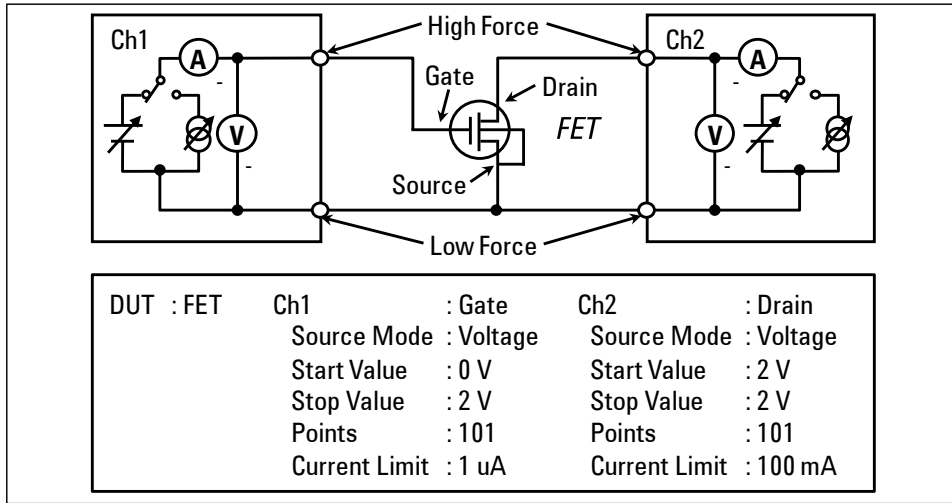 Ch1
High Force
Ch2
A
-
Gate
Drain
A
-
FET
V
-
V
-
Source
Low Force
DUT : FET Ch1 : Gate Ch2 : Drain
Source Mode : Voltage Source Mode : Voltage
Start Value : 0 V Start Value : 2 V
Stop Value : 2 V Stop Value : 2 V
Points : 101 Points : 101
Current Limit : 1 uA Current Limit : 100 mA